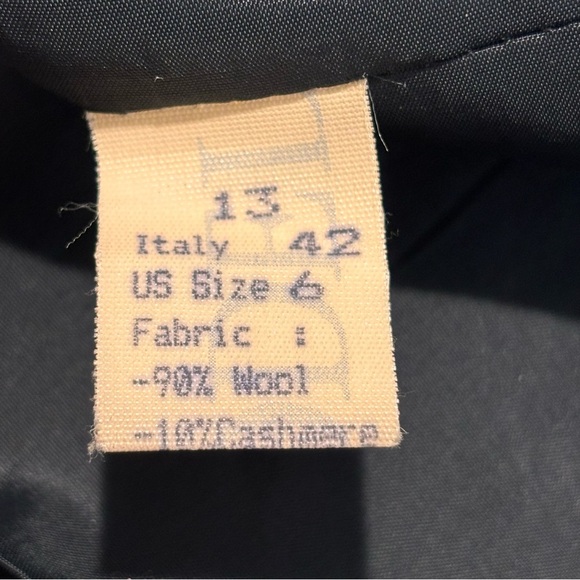 13
Italy 42
US Size 6
Fabric :
-90% Wool
-10%Cashmere